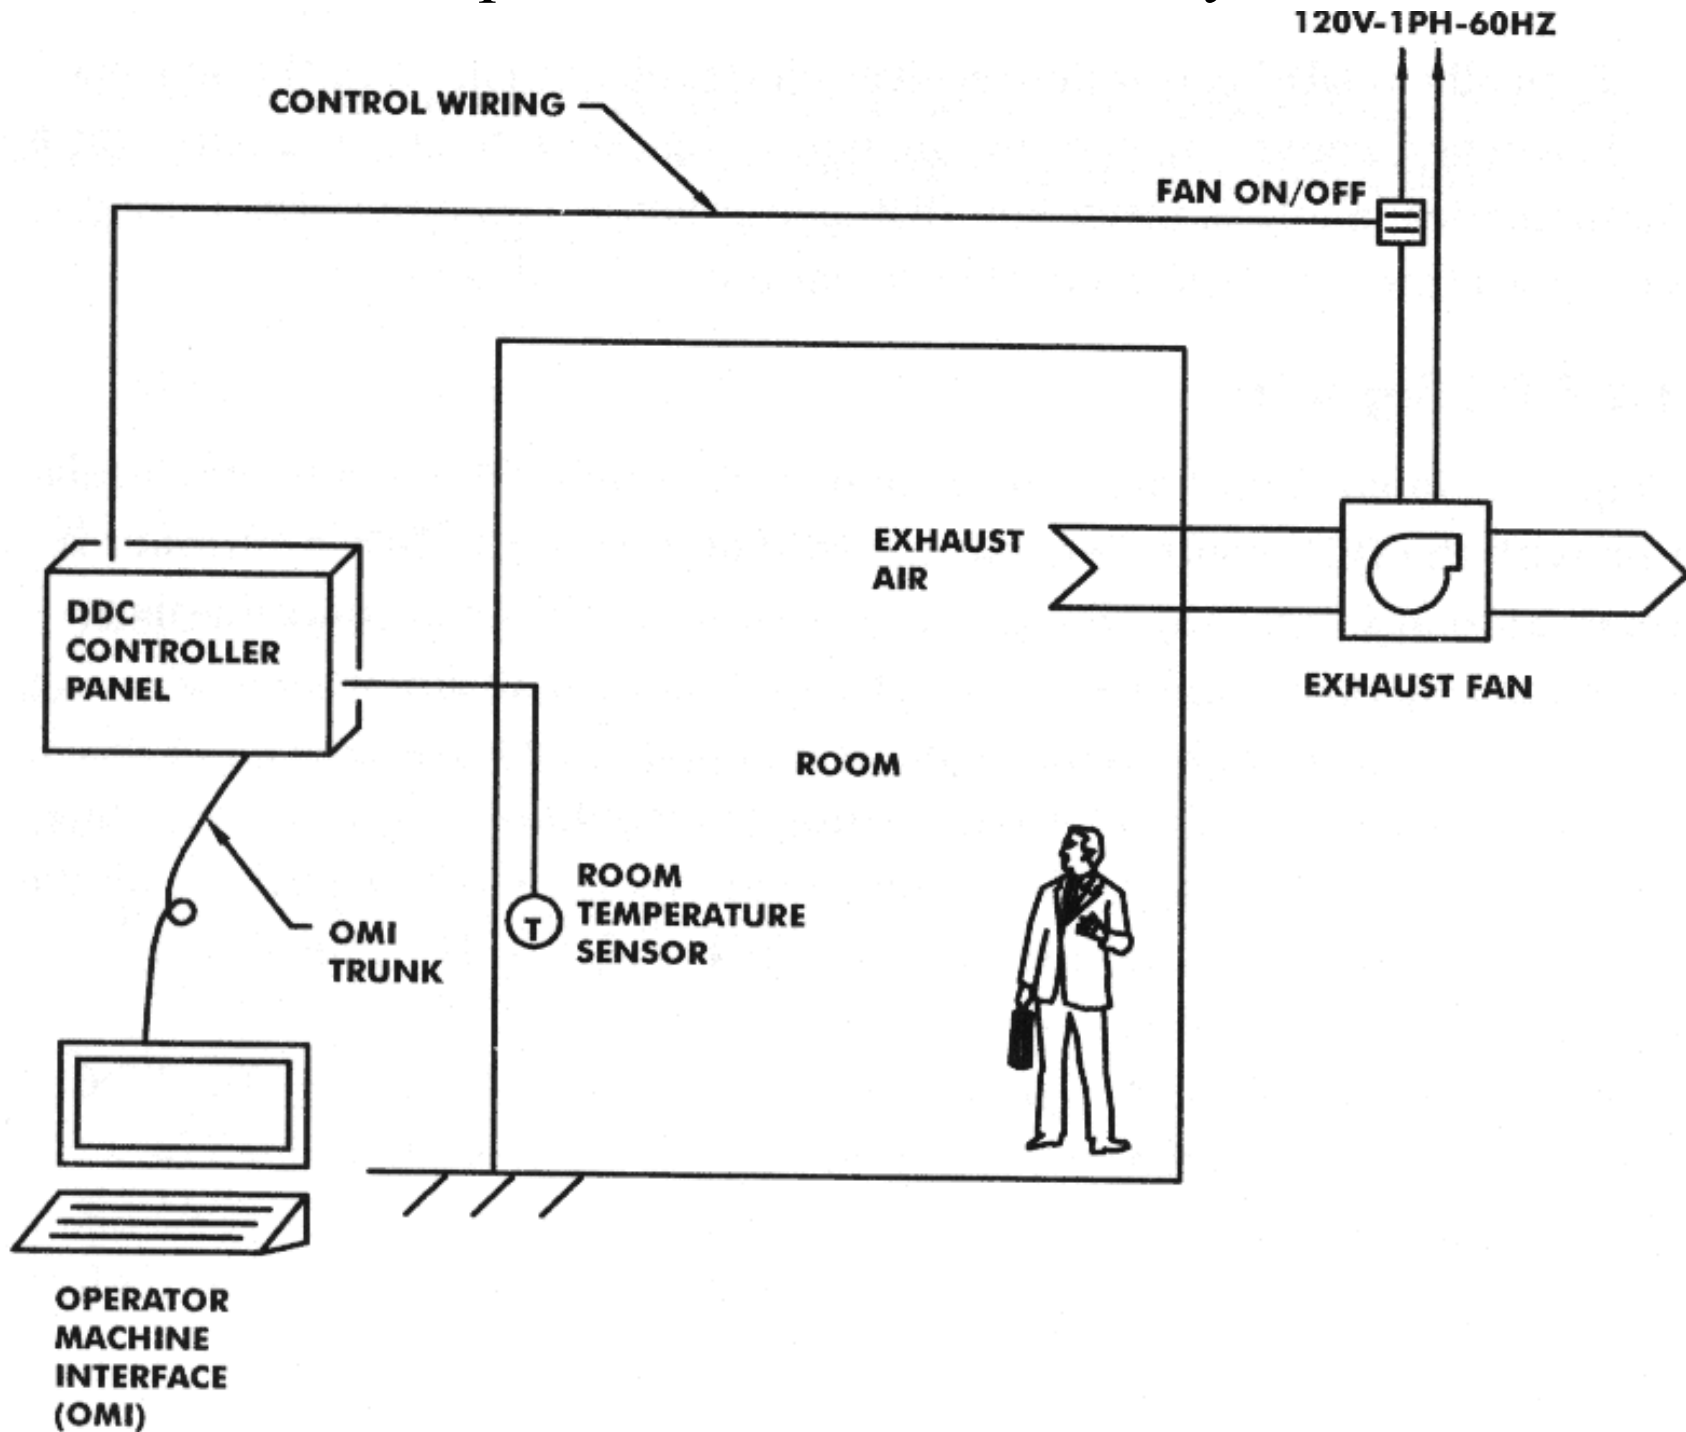 120V-1PH-60HZ
CONTROL WIRING
FAN ON/OFF
EXHAUST
AIR
DDC
CONTROLLER
PANEL
EXHAUST FAN
ROOM
ROOM
TEMPERATURE
SENSOR
T
OMI
TRUNK
OPERATOR
MACHINE
INTERFACE
(OMI)